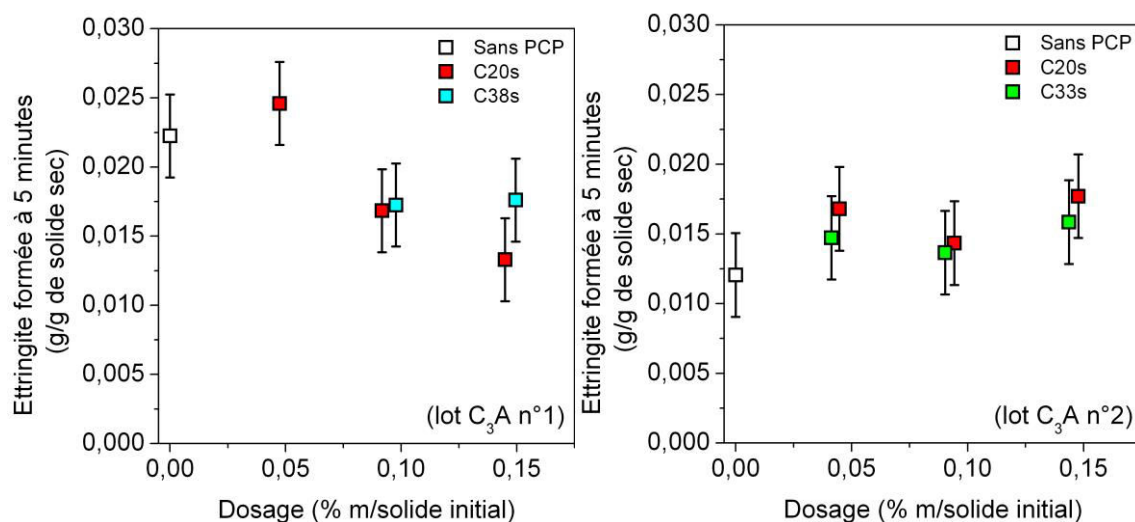 Ettringite formée à 5 minutes
(g/g de solide sec)
0,030
0,025
0,020
0,015
0,010
0,005
0,000
Sans PCP
C20s
C38s
(lot C₃A n°1)
0,00
0,05
0,10
0,15
Dosage (% m/solide initial)
Ettringite formée à 5 minutes
(g/g de solide sec)
0,030
0,025
0,020
0,015
0,010
0,005
0,000
Sans PCP
C20s
C33s
(lot C₃A n°2)
0,00
0,05
0,10
0,15
Dosage (% m/solide initial)